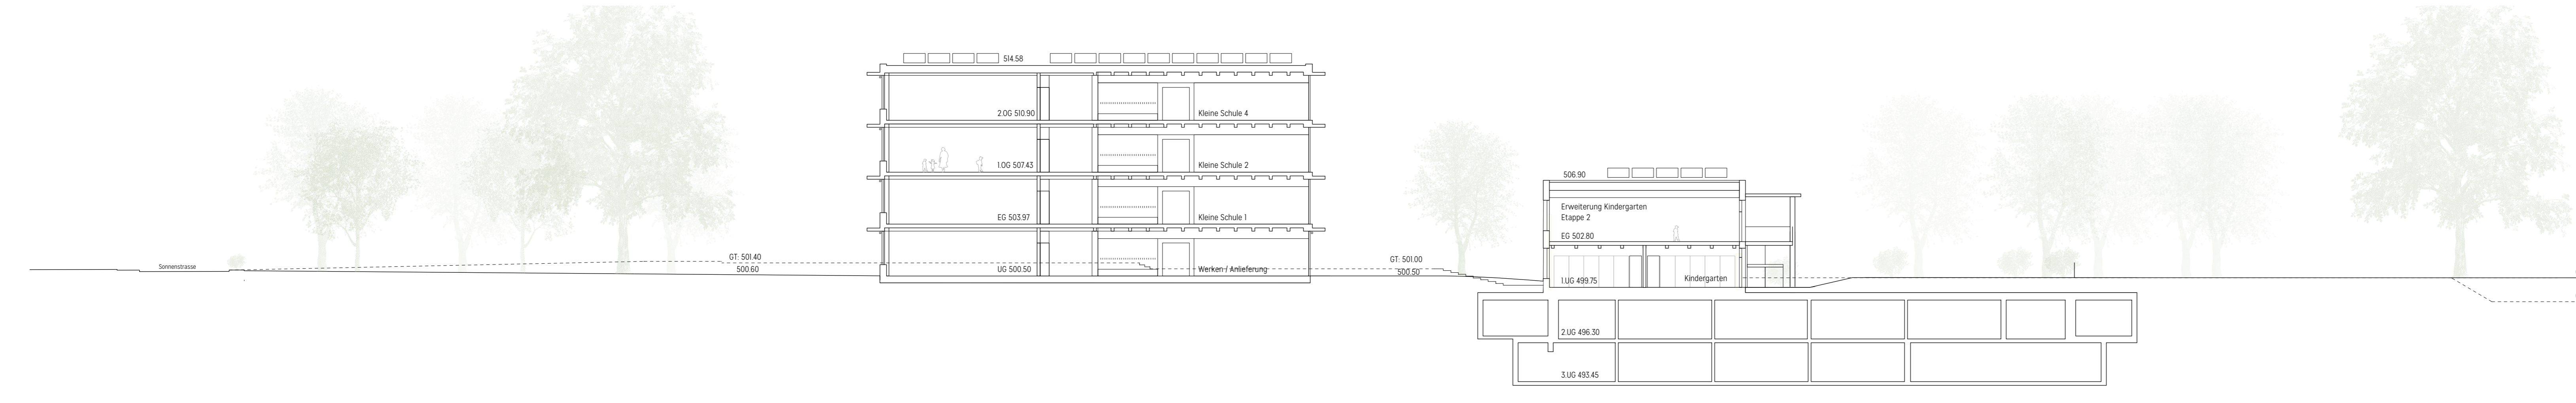 Sonnenstrasse
GT: 501.40
500.60
514.58
2.OG 510.90
Kleine Schule 4
1.OG 507.43
Kleine Schule 2
EG 503.97
Kleine Schule 1
UG 500.50
Werken / Anlieferung
GT: 501.00
500.50
506.90
Erweiterung Kindergarten
Etappe 2
EG 502.80
1.UG 499.75
Kindergarten
2.UG 496.30
3.UG 493.45